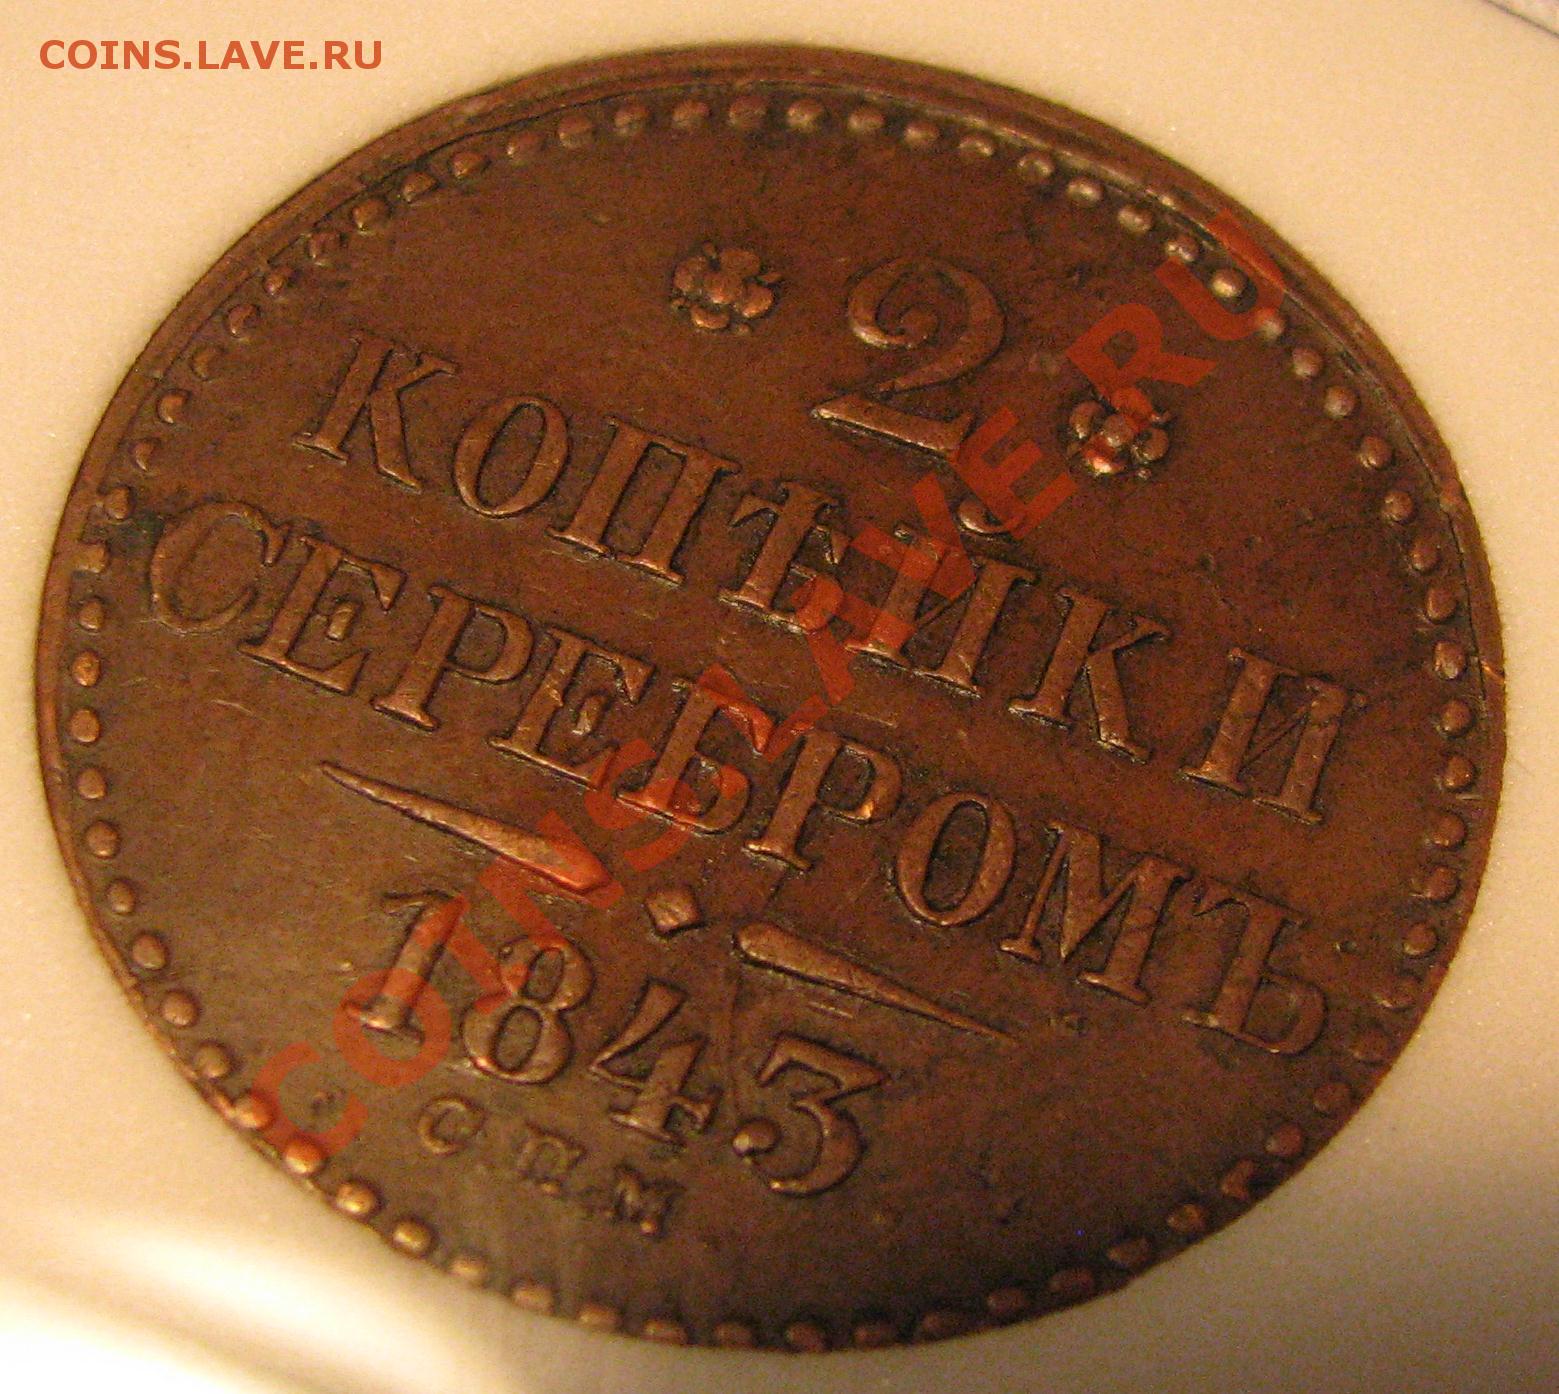 COINS.LAVE.RU
2
КОПѢЙКИ
СЕРЕБРОМЪ
1843
С.П.М
COINS.LAVE.RU